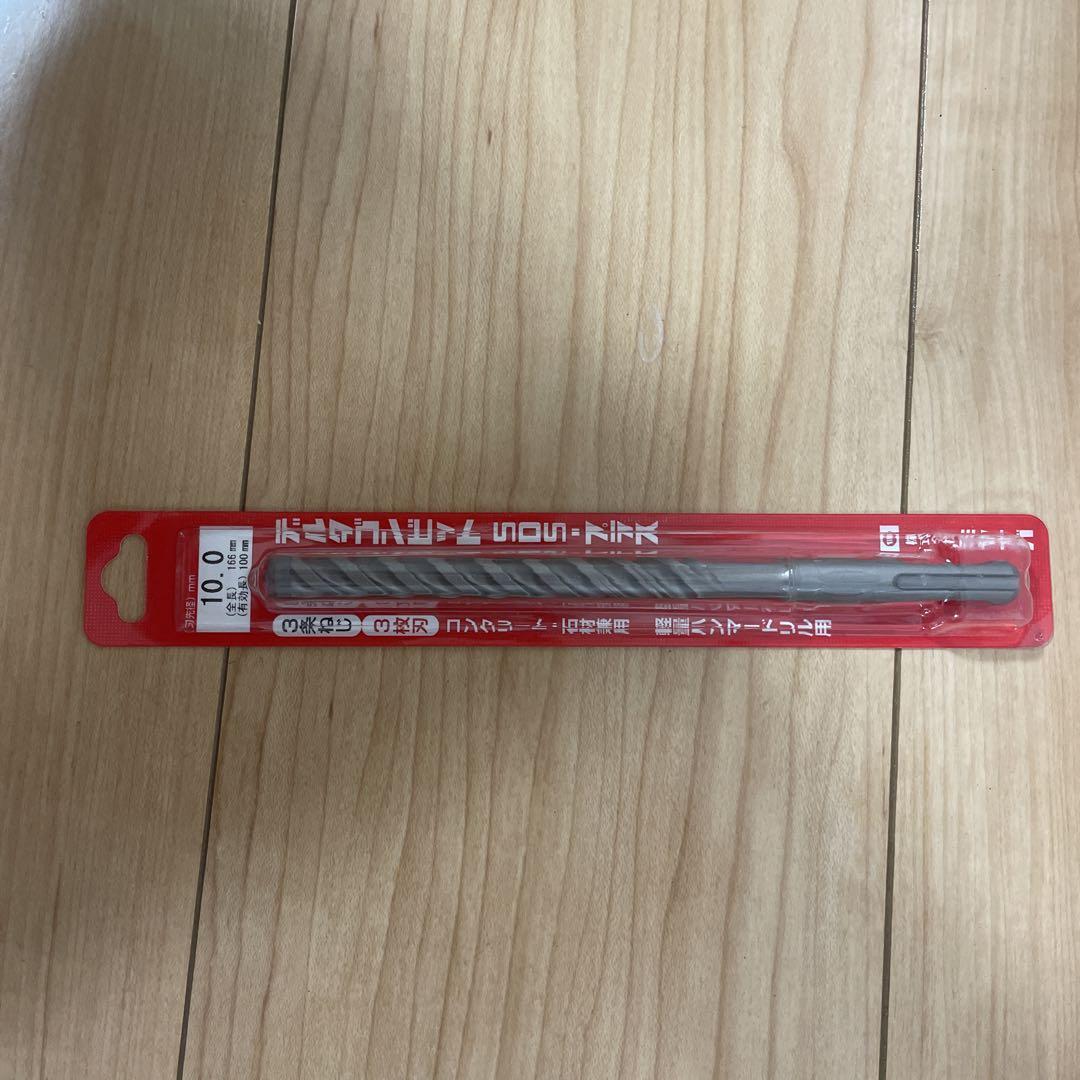 デルタゴンビット SDS-プラス
(刃先径) mm
10.0
(全長) 166mm
(有効長) 100mm
3条ねじ 3枚刃 コンクリート・石材兼用 軽量ハンマードリル用